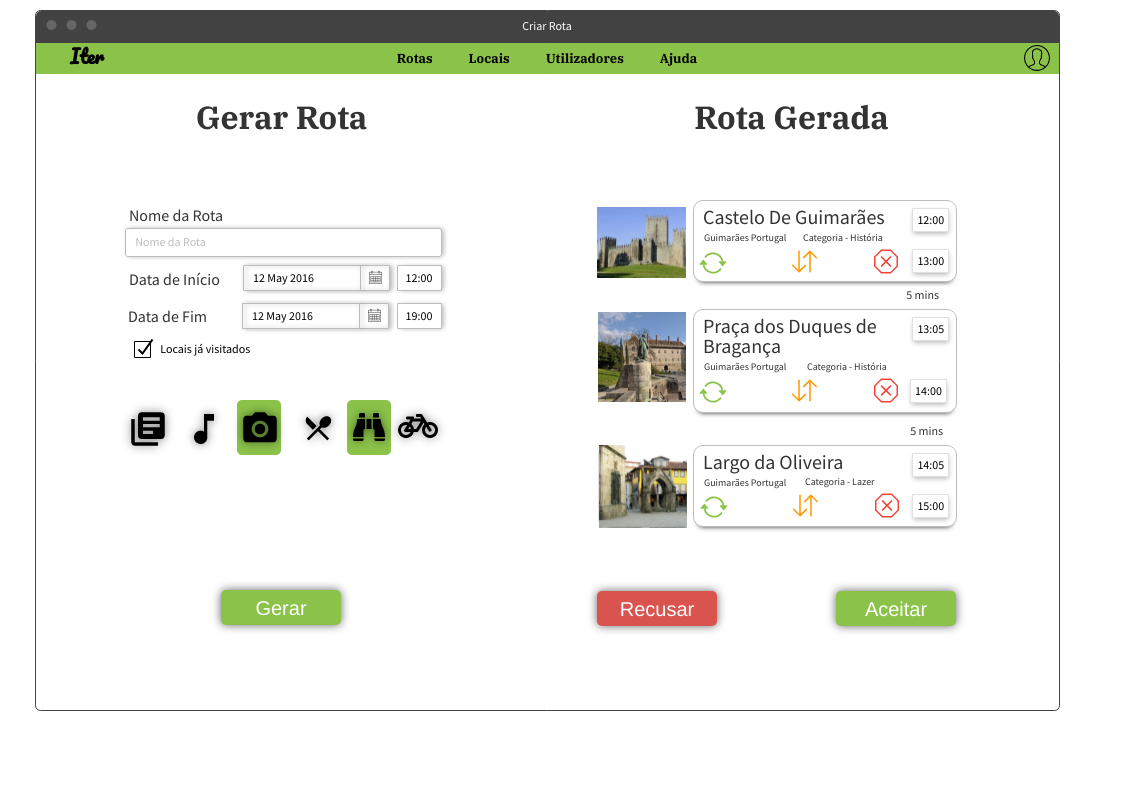 Criar Rota
Iter
Rotas
Locais
Utilizadores
Ajuda
Gerar Rota
Nome da Rota
Nome da Rota
Data de Início
12 May 2016
12:00
Data de Fim
12 May 2016
19:00
Locais já visitados
Gerar
Rota Gerada
Castelo De Guimarães
12:00
Guimarães Portugal
Categoria - História
13:00
5 mins
Praça dos Duques de
Bragança
13:05
Guimarães Portugal
Categoria - História
14:00
5 mins
Largo da Oliveira
14:05
Guimarães Portugal
Categoria - Lazer
15:00
Recusar
Aceitar